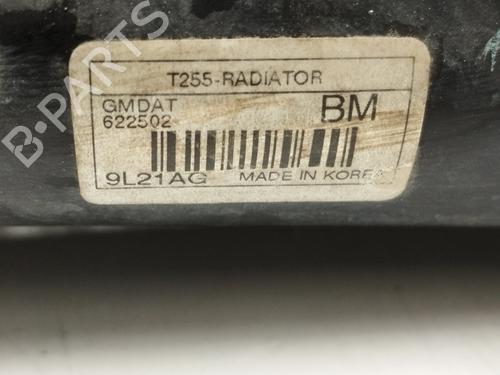 T255-RADIATOR
GMDAT
BM
622502
9L21AG MADE IN KOREA
B-PARTS